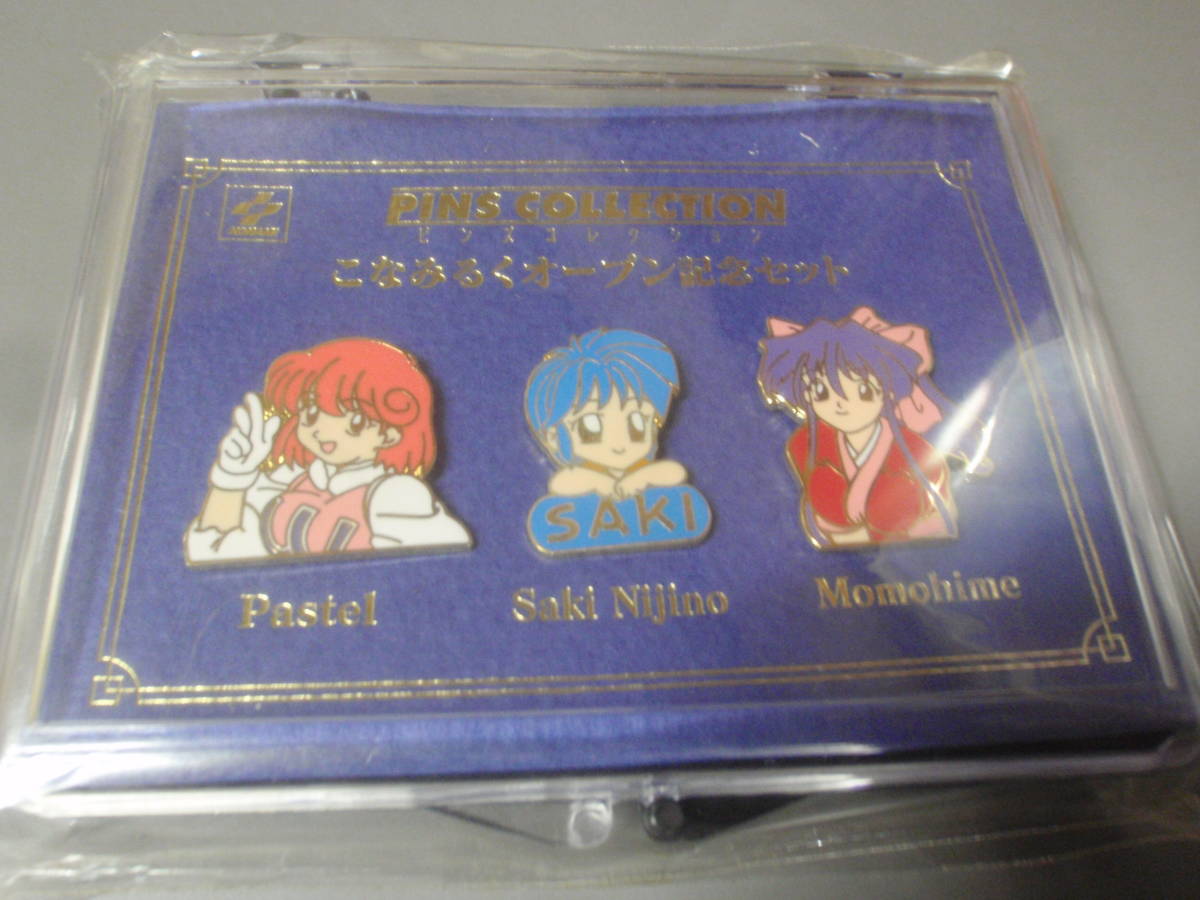 KONAMI
PINS COLLECTION
ピンズコレクション
こなみるくオープン記念セット
SAKI
Pastel
Saki Nijino
Momohime